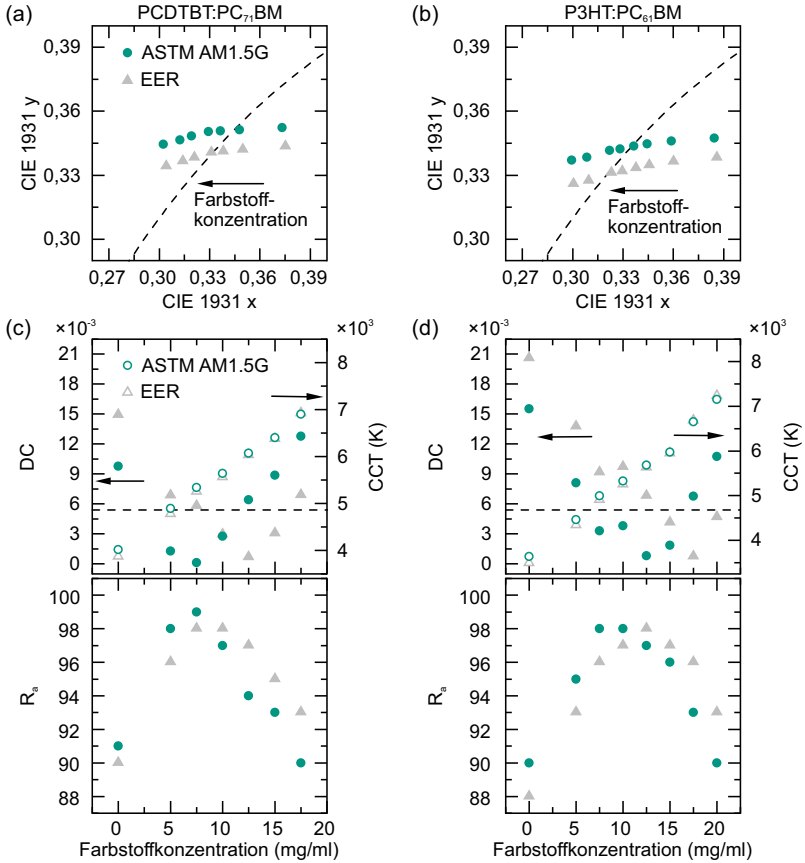 (a) PCDTBT:PC₇₁BM
0,39
0,36
0,33
0,30
CIE 1931 y
ASTM AM1.5G
EER
Farbstoff-
konzentration
0,27 0,30 0,33 0,36 0,39
CIE 1931 x
(b) P3HT:PC₆₁BM
0,39
0,36
0,33
0,30
CIE 1931 y
Farbstoff-
konzentration
0,27 0,30 0,33 0,36 0,39
CIE 1931 x
(c) ×10⁻³ ×10³
21
18
15
12
9
6
3
0
DC
ASTM AM1.5G
EER
8
7
6
5
4
CCT (K)
100
98
96
94
92
90
88
Rₐ
0 5 10 15 20
Farbstoffkonzentration (mg/ml)
(d) ×10⁻³ ×10³
21
18
15
12
9
6
3
0
DC
8
7
6
5
4
CCT (K)
100
98
96
94
92
90
88
Rₐ
0 5 10 15 20
Farbstoffkonzentration (mg/ml)